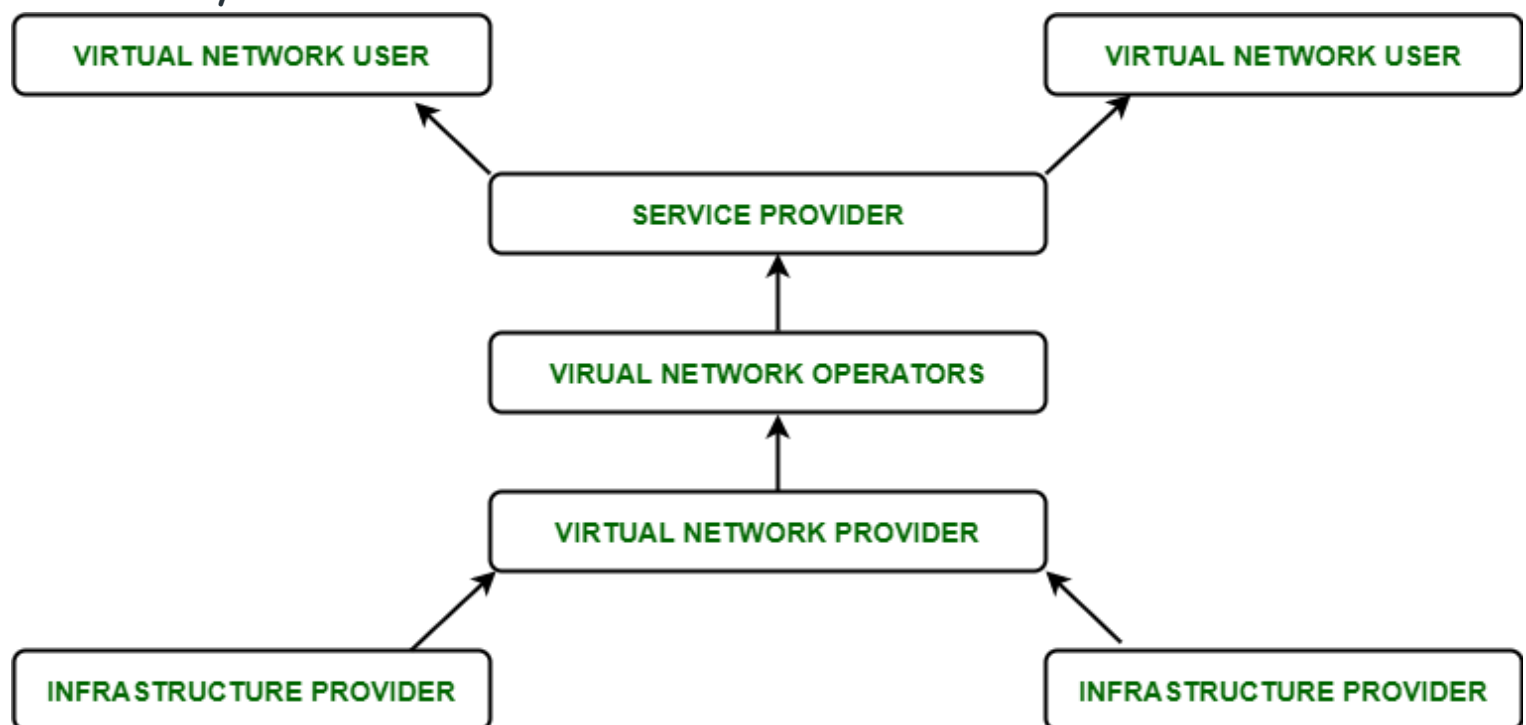 VIRTUAL NETWORK USER
VIRTUAL NETWORK USER
SERVICE PROVIDER
VIRUAL NETWORK OPERATORS
VIRTUAL NETWORK PROVIDER
INFRASTRUCTURE PROVIDER
INFRASTRUCTURE PROVIDER